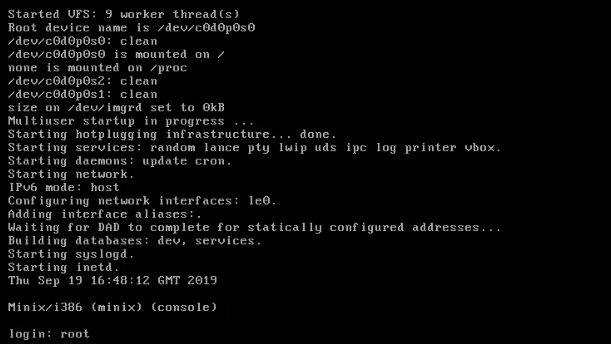 Started VFS: 9 worker thread(s)
Root device name is /dev/c0d0p0s0
/dev/c0d0p0s0: clean
/dev/c0d0p0s0 is mounted on /
none is mounted on /proc
/dev/c0d0p0s2: clean
/dev/c0d0p0s1: clean
size on /dev/imgrd set to 0kB
Multiuser startup in progress ...
Starting hotplugging infrastructure... done.
Starting services: random lance pty lwip uds ipc log printer vbox.
Starting daemons: update cron.
Starting network.
IPv6 mode: host
Configuring network interfaces: le0.
Adding interface aliases:.
Waiting for DAD to complete for statically configured addresses...
Building databases: dev, services.
Starting syslogd.
Starting inetd.
Thu Sep 19 16:48:12 GMT 2019
Minix/i386 (minix) (console)
login: root